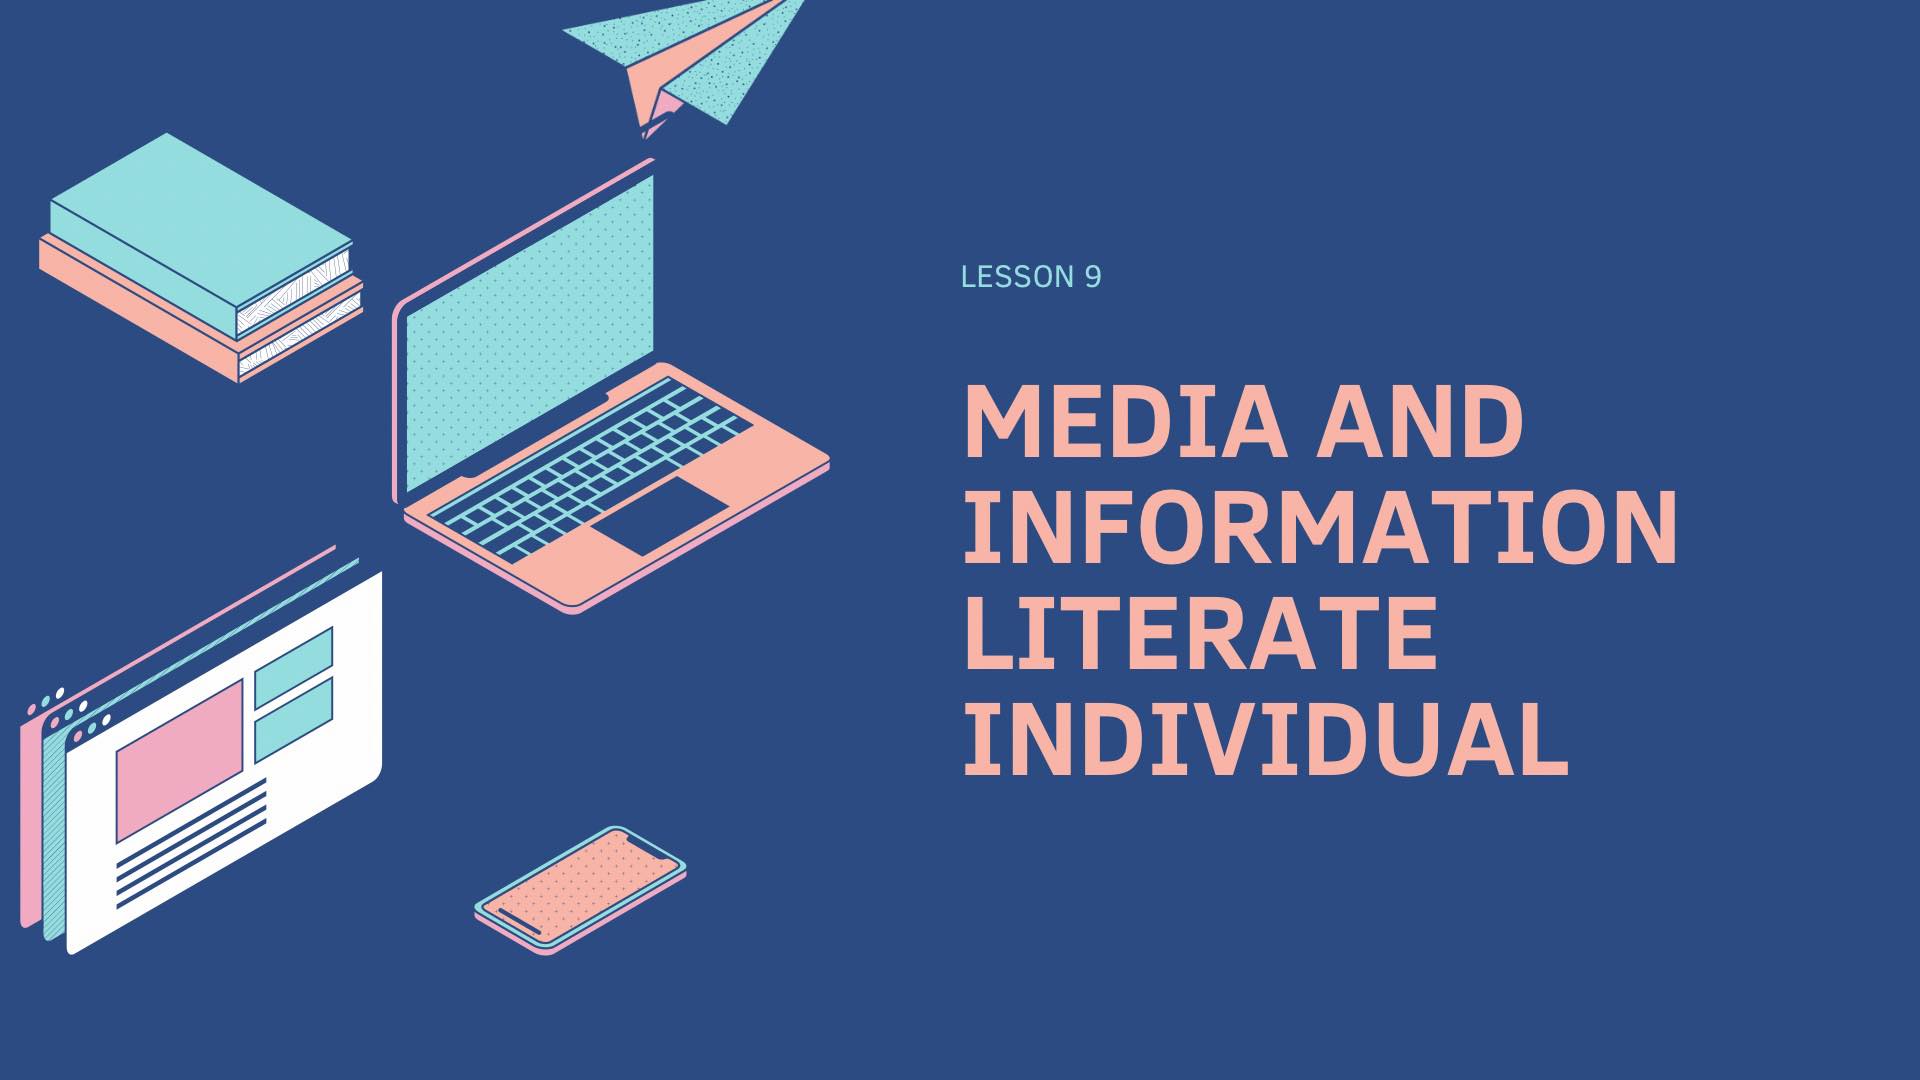 LESSON 9
MEDIA AND
INFORMATION
LITERATE
INDIVIDUAL